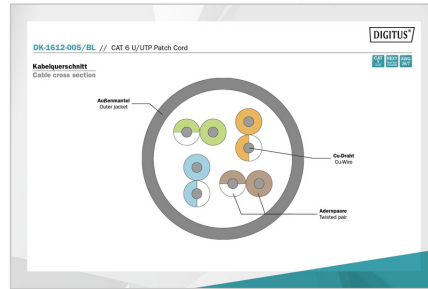 DIGITUS®
DK-1612-005/BL // CAT 6 U/UTP Patch Cord
Kabelquerschnitt
Cable cross section
Außenmantel
Outer jacket
Cu-Draht
Cu-Wire
Adernpaare
Twisted pair